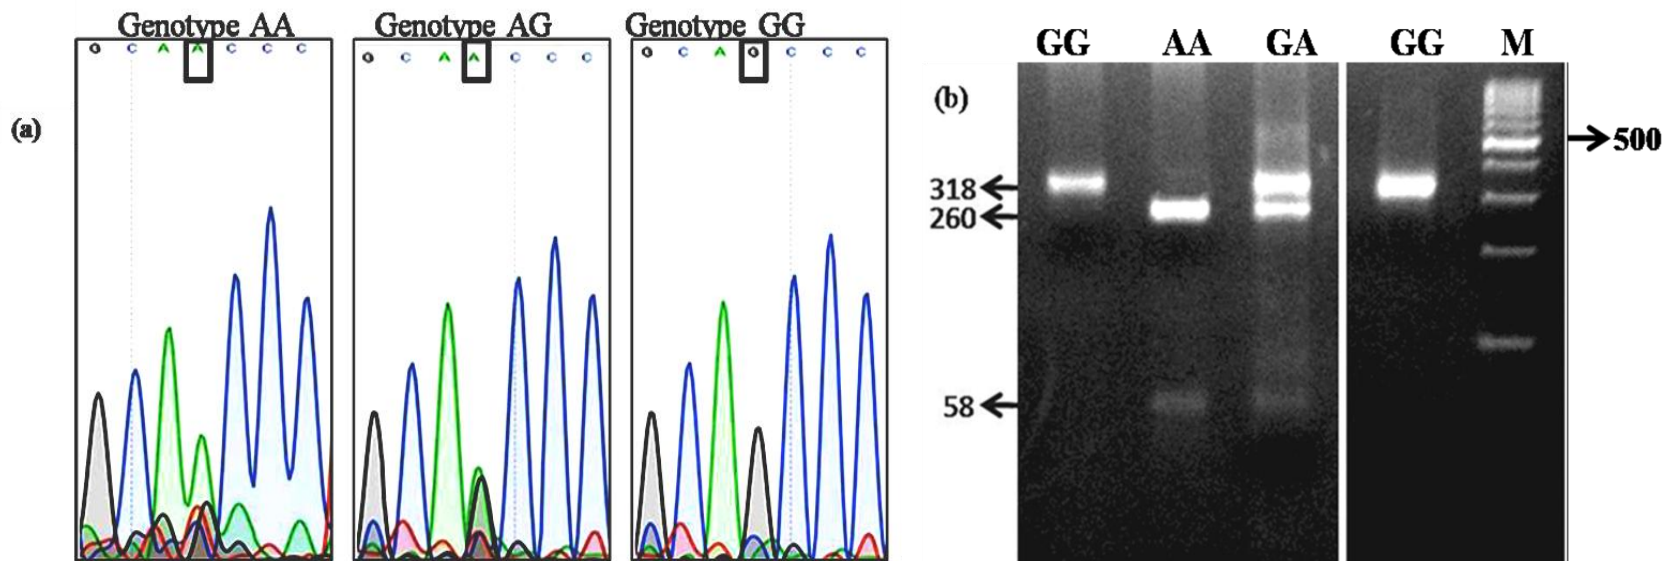 Genotype AA
Genotype AG
Genotype GG
G C A A C C C
G C A A C C C
G C A G C C C
(a)
GG AA GA GG M
(b)
500
318
260
58